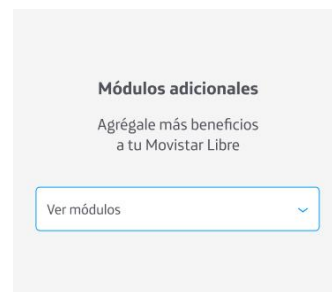 Módulos adicionales
Agrégale más beneficios
a tu Movistar Libre
Ver módulos